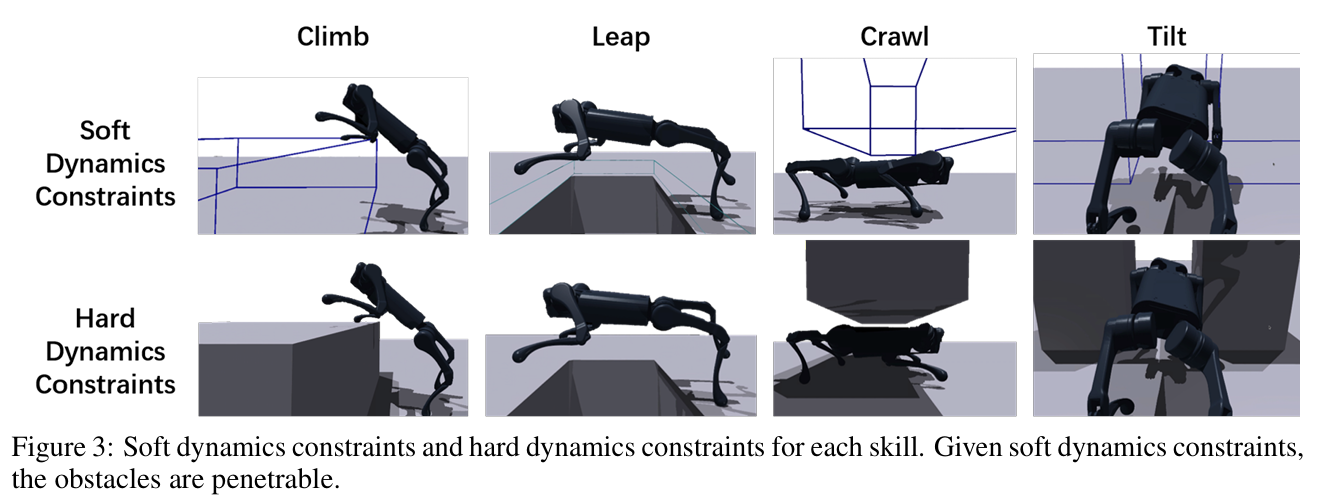 Climb
Leap
Crawl
Tilt
Soft
Dynamics
Constraints
Hard
Dynamics
Constraints
Figure 3: Soft dynamics constraints and hard dynamics constraints for each skill. Given soft dynamics constraints,
the obstacles are penetrable.